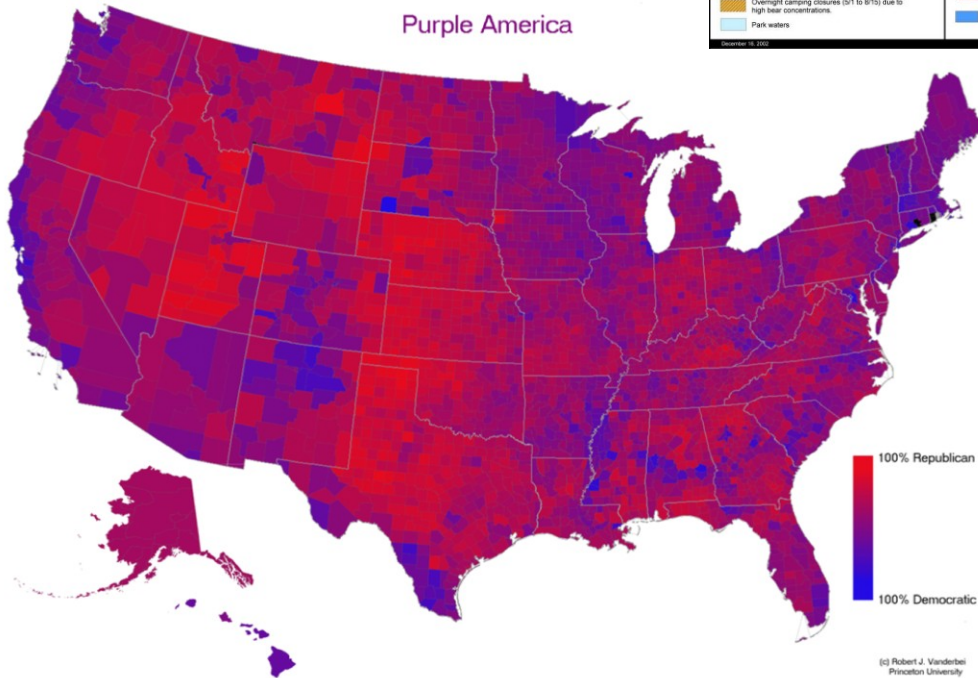 Purple America
Overnight camping closures (5/1 to 8/15) due to
high bear concentrations.
Park waters
December 16, 2002
100% Republican
100% Democratic
(c) Robert J. Vanderbei
Princeton University